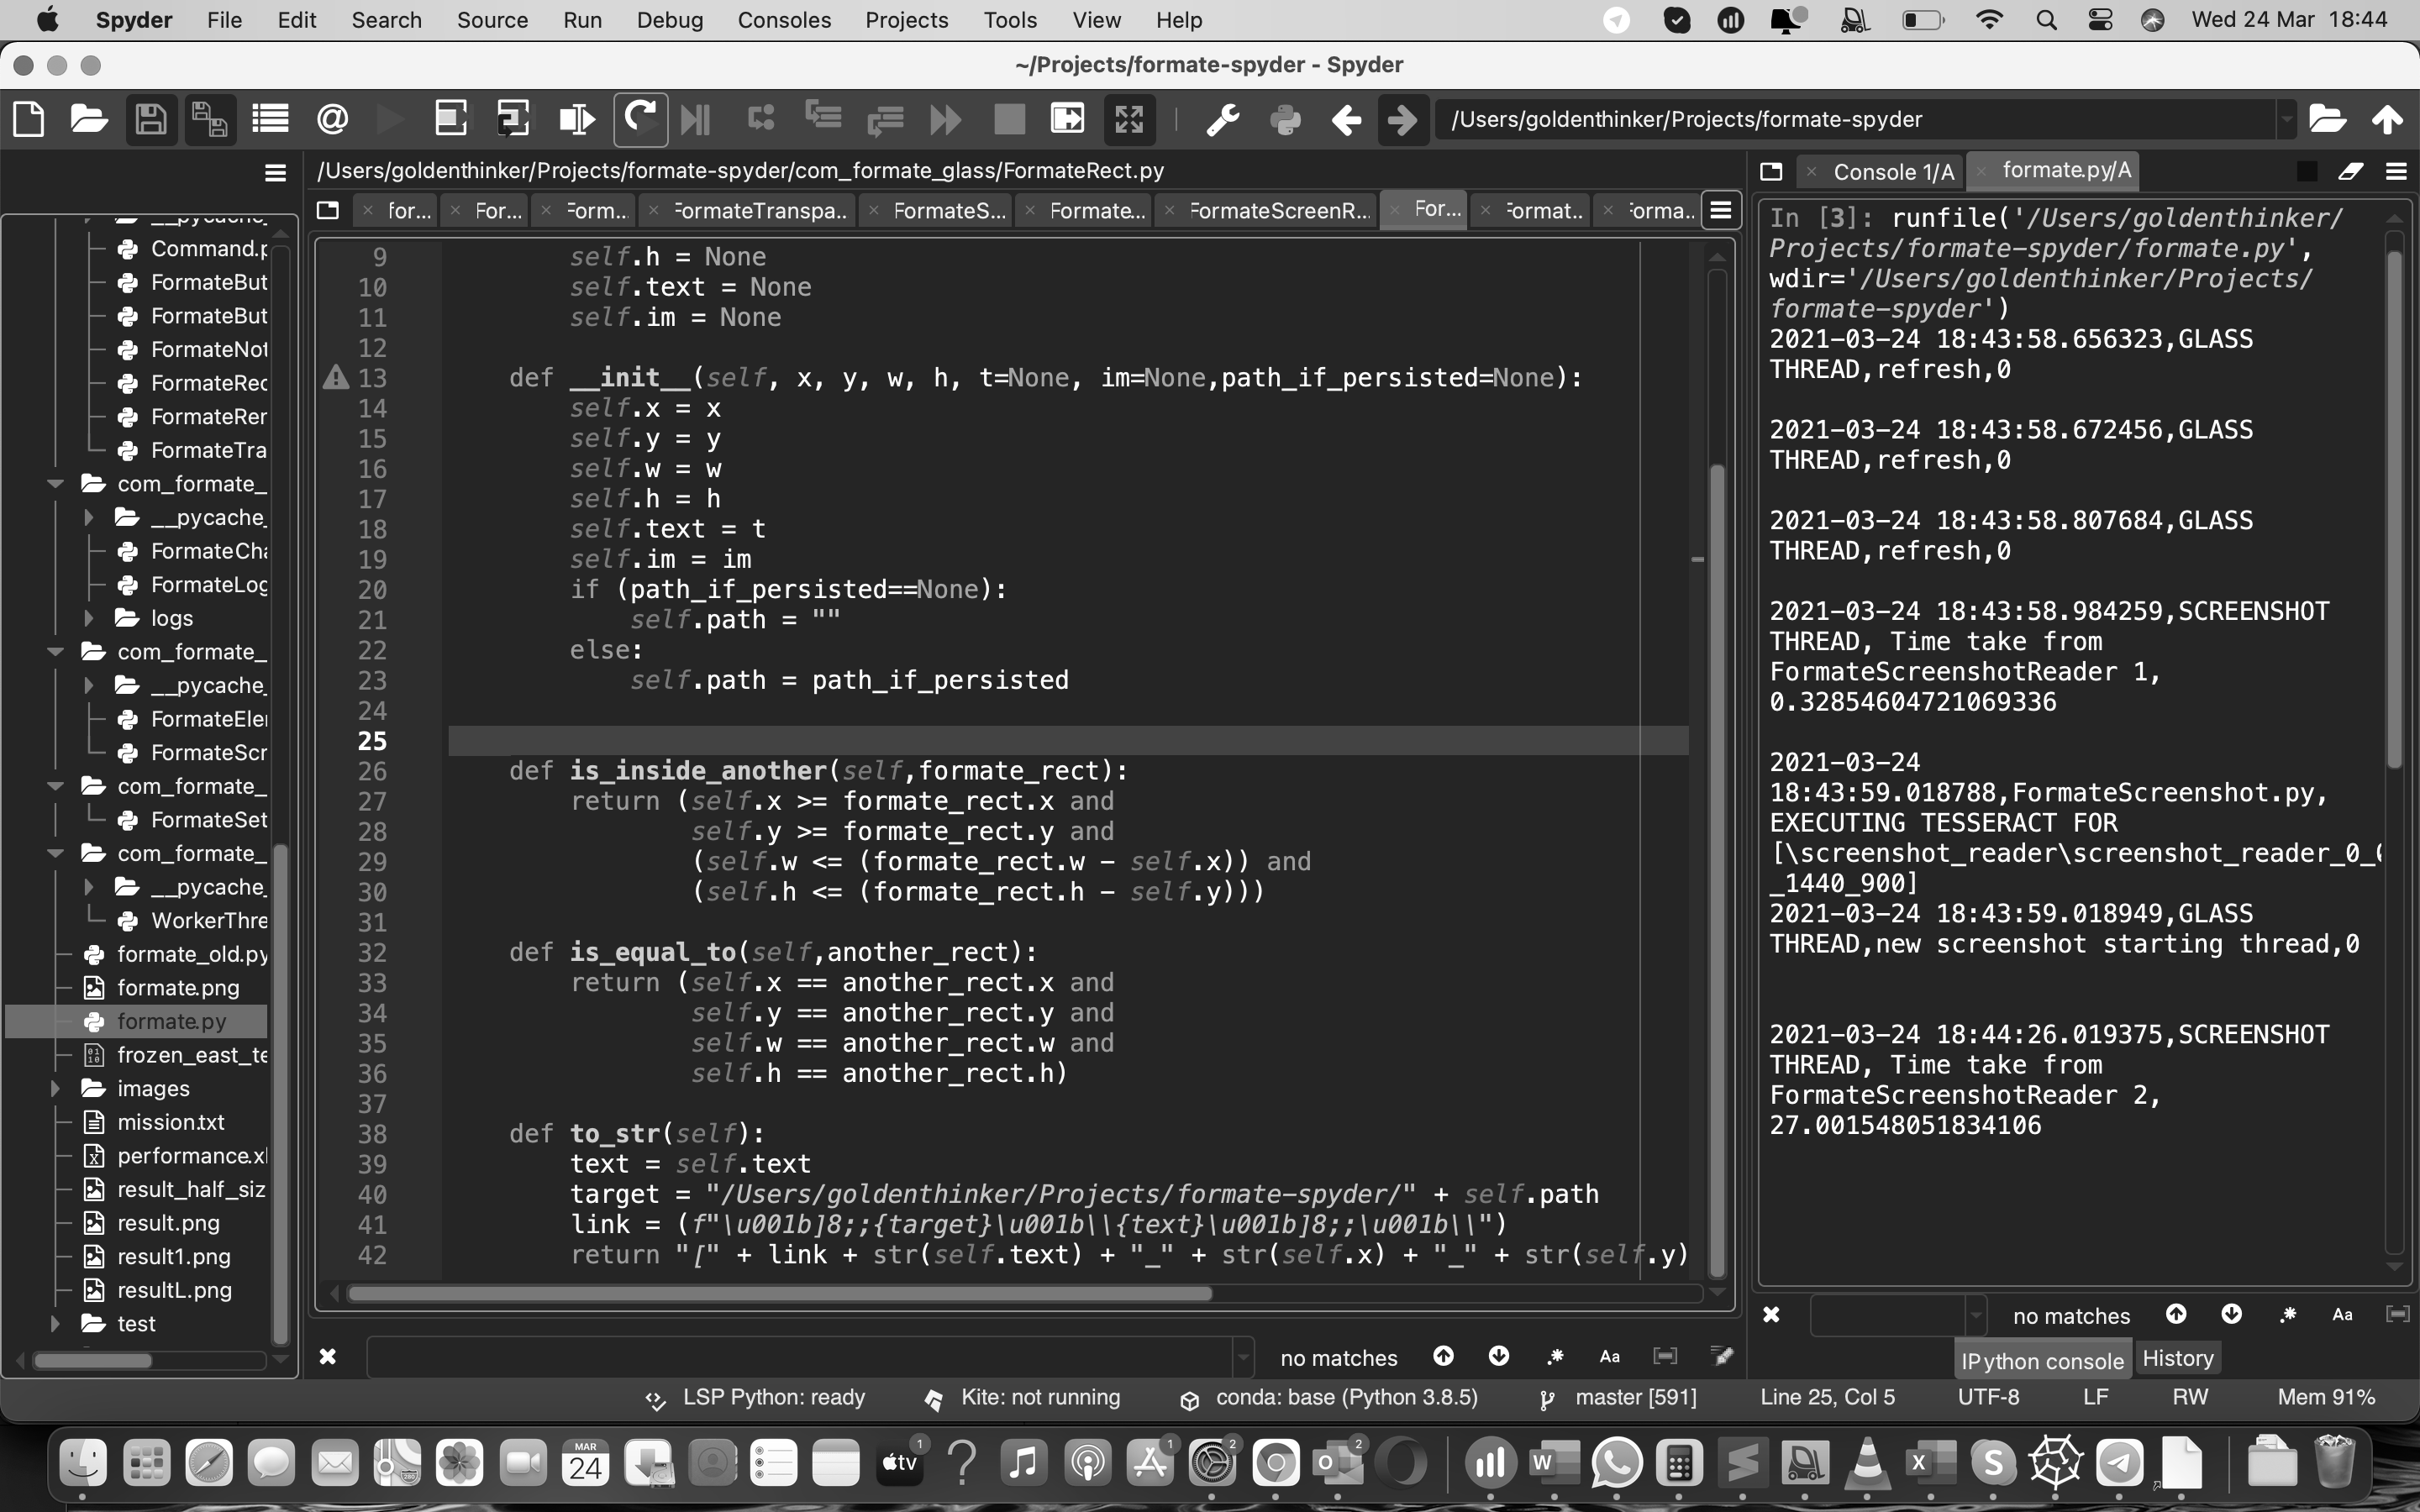 Spyder File Edit Search Source Run Debug Consoles Projects Tools View Help Wed 24 Mar 18:44
~/Projects/formate-spyder - Spyder
/Users/goldenthinker/Projects/formate-spyder
/Users/goldenthinker/Projects/formate-spyder/com_formate_glass/FormateRect.py
for... For... Form... FormateTranspa.. FormateS... Formate... FormateScreenR... For... Format.. Forma..
__pycache_
Command.p
FormateBut
FormateBut
FormateNot
FormateRec
FormateRer
FormateTra
com_formate_
__pycache_
FormateCha
FormateLog
logs
com_formate_
__pycache_
FormateEle
FormateScr
com_formate_
FormateSet
com_formate_
__pycache_
WorkerThre
formate_old.py
formate.png
formate.py
frozen_east_te
images
mission.txt
performance.xl
result_half_siz
result.png
result1.png
resultL.png
test
9 self.h = None
10 self.text = None
11 self.im = None
12
13 def __init__(self, x, y, w, h, t=None, im=None,path_if_persisted=None):
14 self.x = x
15 self.y = y
16 self.w = w
17 self.h = h
18 self.text = t
19 self.im = im
20 if (path_if_persisted==None):
21 self.path = ""
22 else:
23 self.path = path_if_persisted
24
25
26 def is_inside_another(self,formate_rect):
27 return (self.x >= formate_rect.x and
28 self.y >= formate_rect.y and
29 (self.w <= (formate_rect.w - self.x)) and
30 (self.h <= (formate_rect.h - self.y)))
31
32 def is_equal_to(self,another_rect):
33 return (self.x == another_rect.x and
34 self.y == another_rect.y and
35 self.w == another_rect.w and
36 self.h == another_rect.h)
37
38 def to_str(self):
39 text = self.text
40 target = "/Users/goldenthinker/Projects/formate-spyder/" + self.path
41 link = (f"\u001b]8;;{target}\u001b\\{text}\u001b]8;;\u001b\\")
42 return "[" + link + str(self.text) + "_" + str(self.x) + "_" + str(self.y)
no matches Aa
Console 1/A formate.py/A
In [3]: runfile('/Users/goldenthinker/
Projects/formate-spyder/formate.py',
wdir='/Users/goldenthinker/Projects/
formate-spyder')
2021-03-24 18:43:58.656323,GLASS
THREAD,refresh,0
2021-03-24 18:43:58.672456,GLASS
THREAD,refresh,0
2021-03-24 18:43:58.807684,GLASS
THREAD,refresh,0
2021-03-24 18:43:58.984259,SCREENSHOT
THREAD, Time take from
FormateScreenshotReader 1,
0.32854604721069336
2021-03-24
18:43:59.018788,FormateScreenshot.py,
EXECUTING TESSERACT FOR
[\screenshot_reader\screenshot_reader_0_0
_1440_900]
2021-03-24 18:43:59.018949,GLASS
THREAD,new screenshot starting thread,0
2021-03-24 18:44:26.019375,SCREENSHOT
THREAD, Time take from
FormateScreenshotReader 2,
27.001548051834106
no matches Aa
IPython console History
LSP Python: ready Kite: not running conda: base (Python 3.8.5) master [591] Line 25, Col 5 UTF-8 LF RW Mem 91%
MAR
24
tv
1
1
2
2